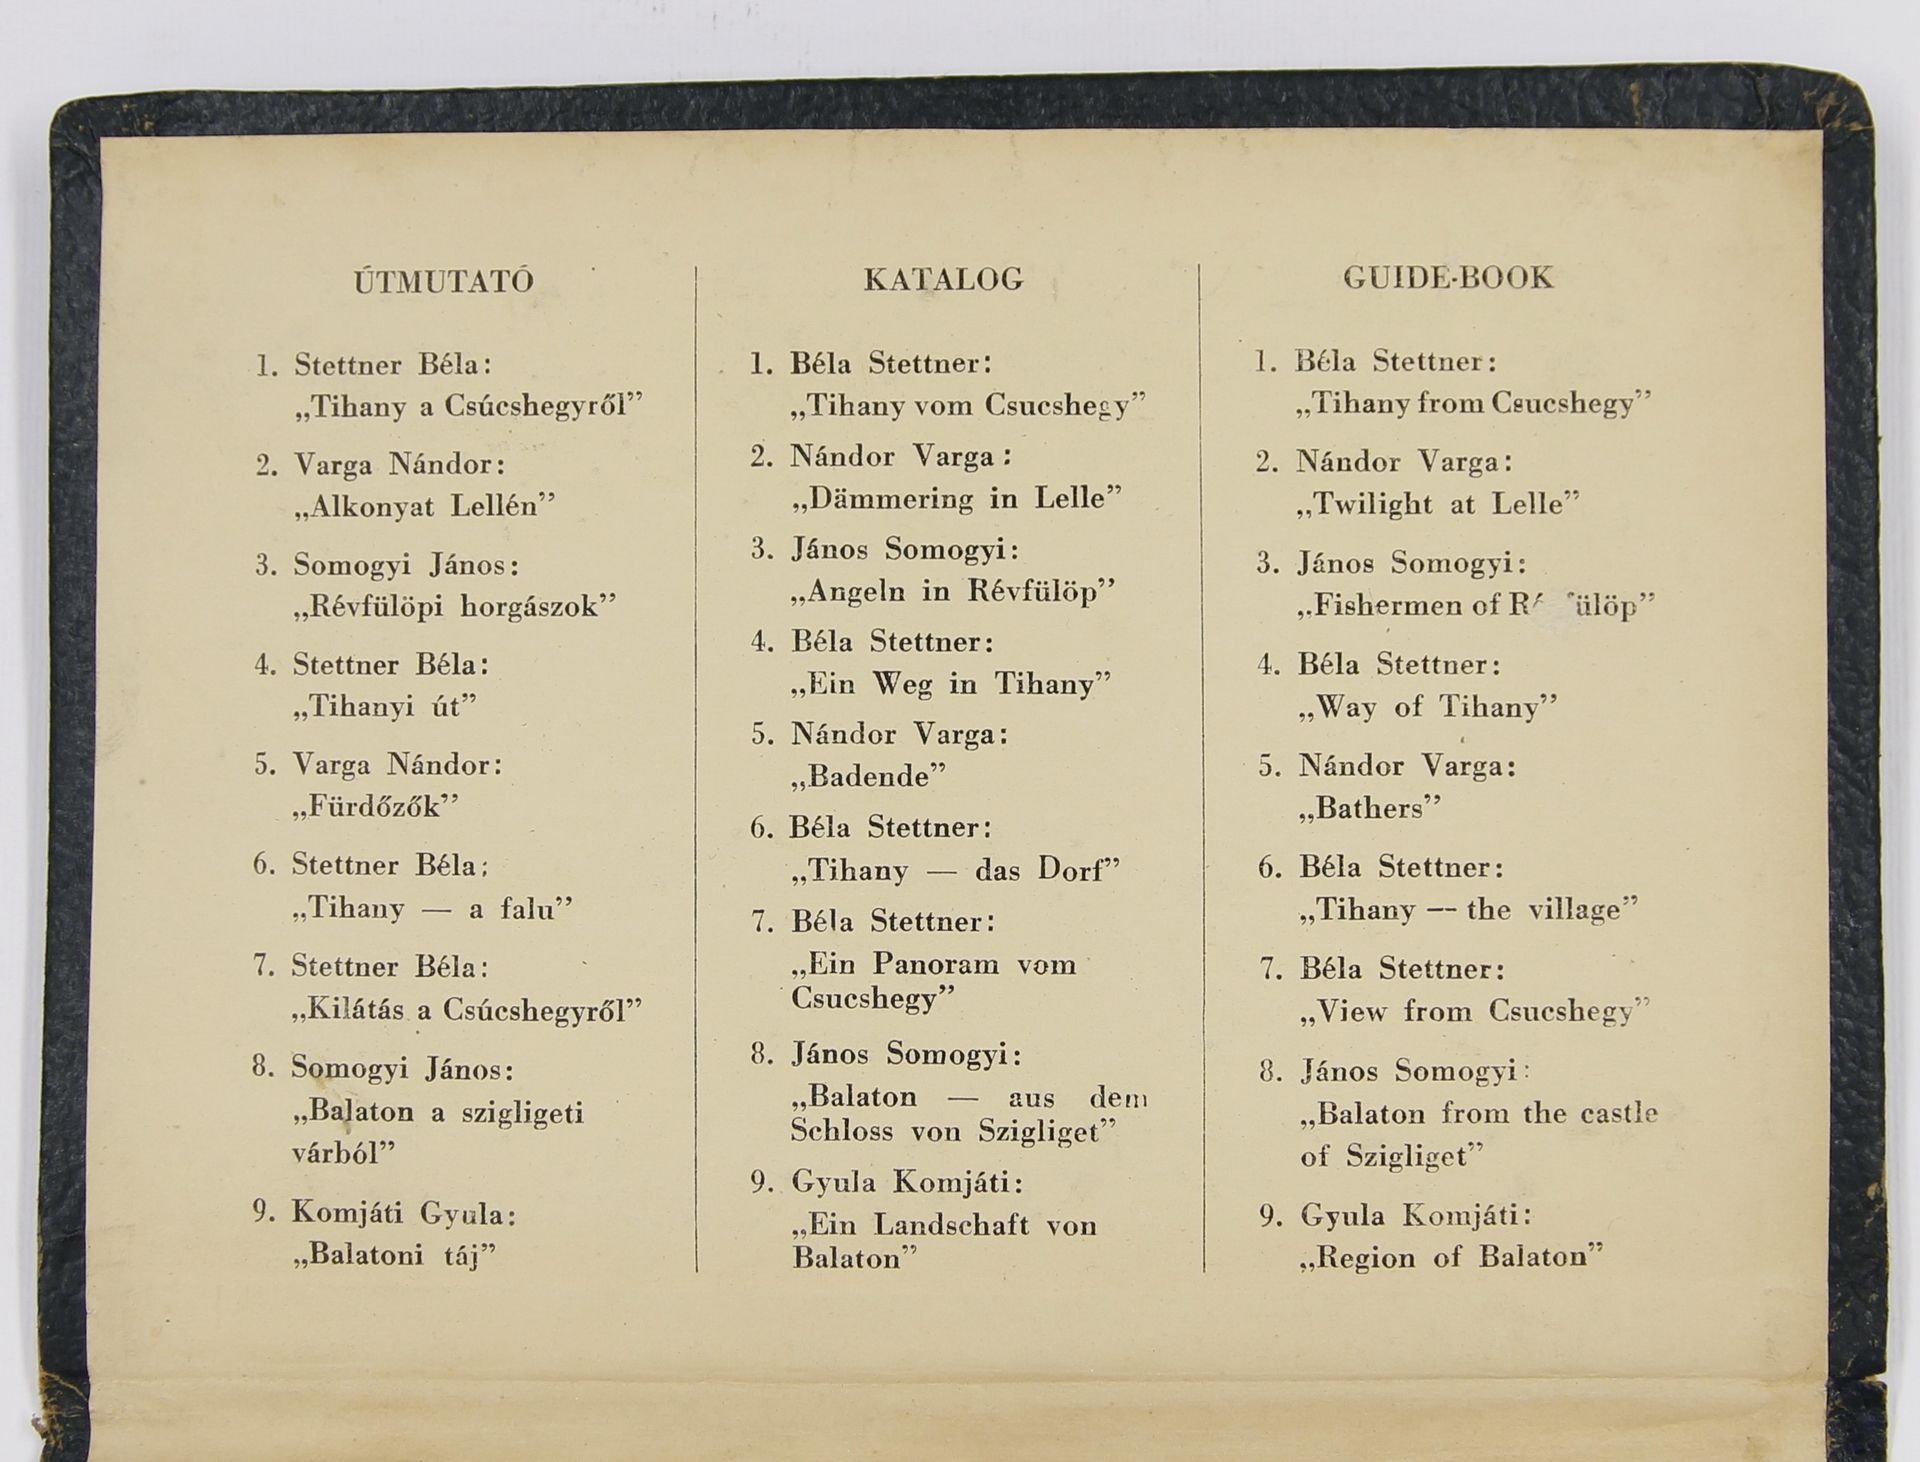 ÚTMUTATÓ
1. Stettner Béla:
„Tihany a Csúcshegyről”
2. Varga Nándor:
„Alkonyat Lellén”
3. Somogyi János:
„Révfülöpi horgászok”
4. Stettner Béla:
„Tihanyi út”
5. Varga Nándor:
„Fürdőzők”
6. Stettner Béla:
„Tihany — a falu”
7. Stettner Béla:
„Kilátás a Csúcshegyről”
8. Somogyi János:
„Balaton a szigligeti
várból”
9. Komjáti Gyula:
„Balatoni táj”
KATALOG
1. Béla Stettner:
„Tihany vom Csucshegy”
2. Nándor Varga:
„Dämmering in Lelle”
3. János Somogyi:
„Angeln in Révfülöp”
4. Béla Stettner:
„Ein Weg in Tihany”
5. Nándor Varga:
„Badende”
6. Béla Stettner:
„Tihany — das Dorf”
7. Béla Stettner:
„Ein Panoram vom
Csucshegy”
8. János Somogyi:
„Balaton — aus dem
Schloss von Szigliget”
9. Gyula Komjáti:
„Ein Landschaft von
Balaton”
GUIDE-BOOK
1. Béla Stettner:
„Tihany from Csucshegy”
2. Nándor Varga:
„Twilight at Lelle”
3. János Somogyi:
„Fishermen of
4. Béla Stettner:
„Way of Tihany”
5. Nándor Varga:
„Bathers”
6. Béla Stettner:
„Tihany — the village”
7. Béla Stettner:
„View from Csucshegy”
8. János Somogyi:
„Balaton from the castle
of Szigliget”
9. Gyula Komjáti:
„Region of Balaton”